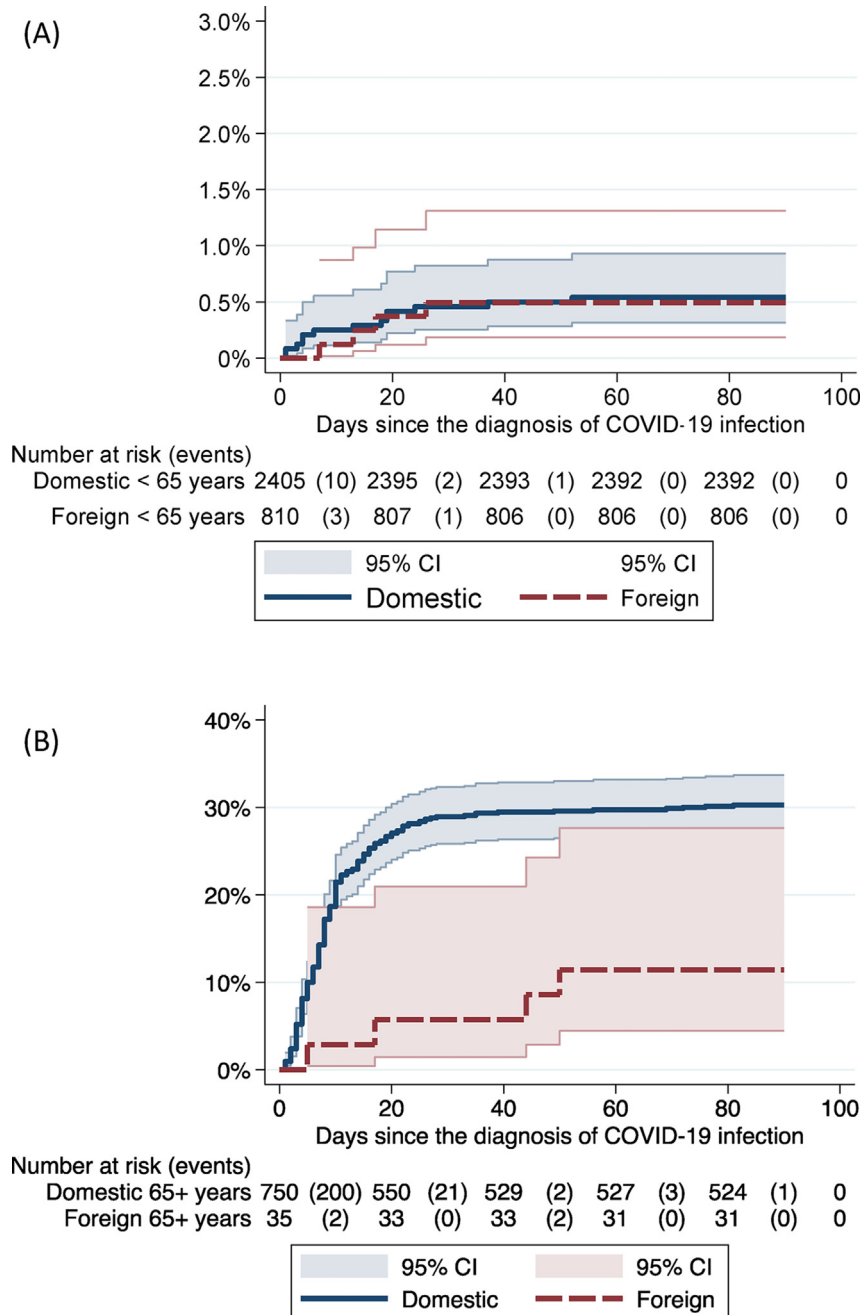 (A)
3.0%
2.5%
2.0%
1.5%
1.0%
0.5%
0%
0 20 40 60 80 100
Days since the diagnosis of COVID-19 infection
Number at risk (events)
Domestic < 65 years 2405 (10) 2395 (2) 2393 (1) 2392 (0) 2392 (0) 0
Foreign < 65 years 810 (3) 807 (1) 806 (0) 806 (0) 806 (0) 0
95% CI 95% CI
Domestic Foreign
(B)
40%
30%
20%
10%
0%
0 20 40 60 80 100
Days since the diagnosis of COVID-19 infection
Number at risk (events)
Domestic 65+ years 750 (200) 550 (21) 529 (2) 527 (3) 524 (1) 0
Foreign 65+ years 35 (2) 33 (0) 33 (2) 31 (0) 31 (0) 0
95% CI 95% CI
Domestic Foreign